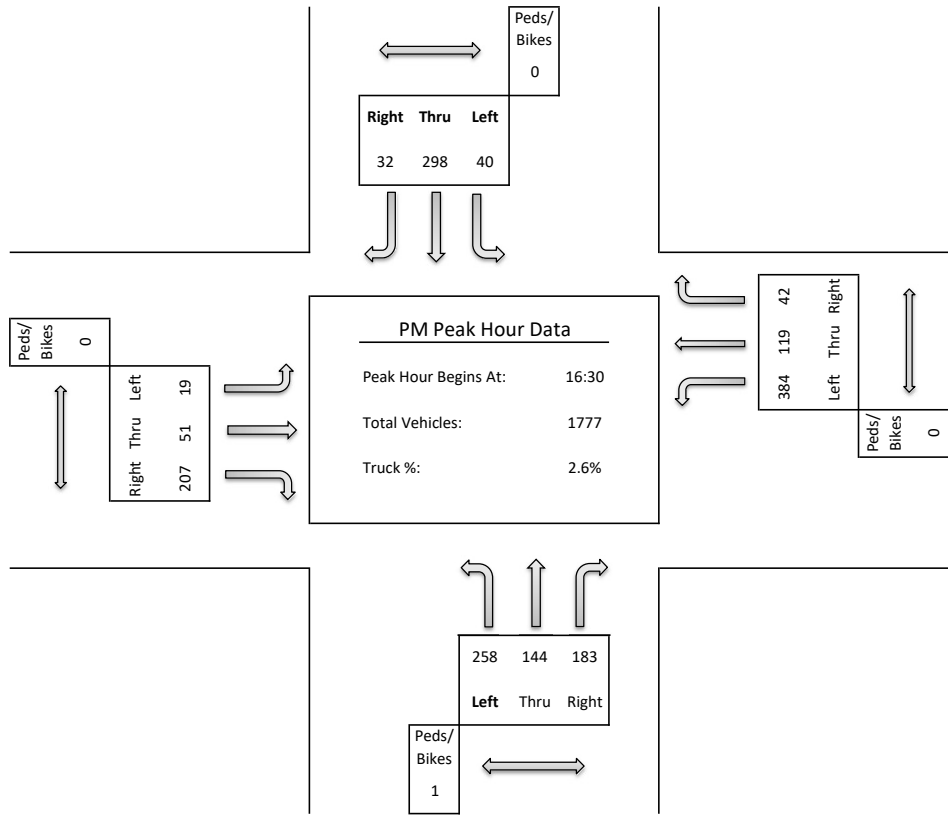 Peds/
Bikes
0
Right Thru Left
32 298 40
42 Right
119 Thru
384 Left
Peds/
Bikes
0
PM Peak Hour Data
Peak Hour Begins At: 16:30
Total Vehicles: 1777
Truck %: 2.6%
Peds/
Bikes
0
Left 19
Thru 51
Right 207
258 144 183
Left Thru Right
Peds/
Bikes
1